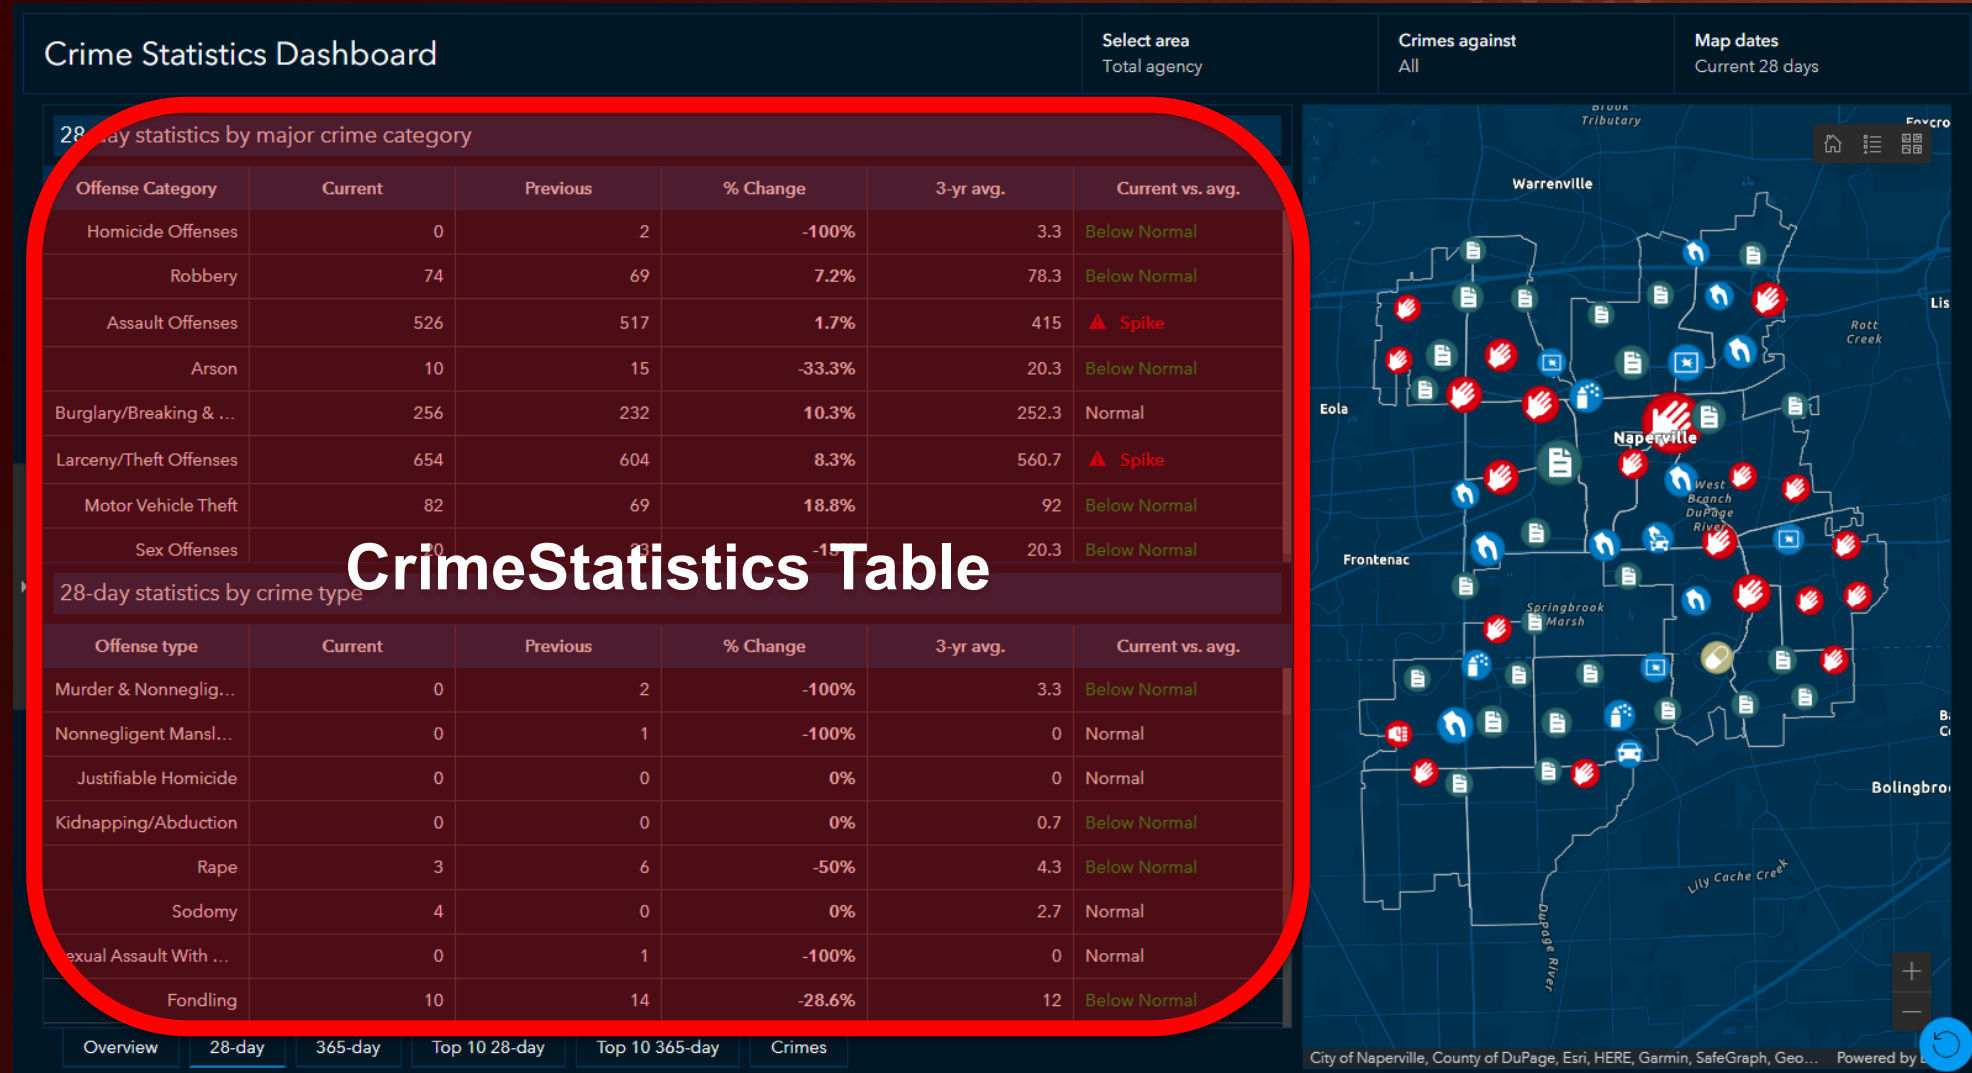 Crime Statistics Dashboard
Select area
Total agency
Crimes against
All
Map dates
Current 28 days
28-day statistics by major crime category
Offense Category Current Previous % Change 3-yr avg. Current vs. avg.
Homicide Offenses 0 2 -100% 3.3 Below Normal
Robbery 74 69 7.2% 78.3 Below Normal
Assault Offenses 526 517 1.7% 415 Spike
Arson 10 15 -33.3% 20.3 Below Normal
Burglary/Breaking & ... 256 232 10.3% 252.3 Normal
Larceny/Theft Offenses 654 604 8.3% 560.7 Spike
Motor Vehicle Theft 82 69 18.8% 92 Below Normal
Sex Offenses 20 20.3 Below Normal
CrimeStatistics Table
28-day statistics by crime type
Offense type Current Previous % Change 3-yr avg. Current vs. avg.
Murder & Nonneglig... 0 2 -100% 3.3 Below Normal
Nonnegligent Mansl... 0 1 -100% 0 Normal
Justifiable Homicide 0 0 0% 0 Normal
Kidnapping/Abduction 0 0 0% 0.7 Below Normal
Rape 3 6 -50% 4.3 Below Normal
Sodomy 4 0 0% 2.7 Normal
exual Assault With ... 0 1 -100% 0 Normal
Fondling 10 14 -28.6% 12 Below Normal
Overview 28-day 365-day Top 10 28-day Top 10 365-day Crimes
Brook
Tributary
Foxcro
Warrenville
Lis
Rott
Creek
Eola
Naperville
West
Branch
DuPage
River
Frontenac
Springbrook
Marsh
Bolingbro
Lily Cache Creek
DuPage River
City of Naperville, County of DuPage, Esri, HERE, Garmin, SafeGraph, Geo... Powered by